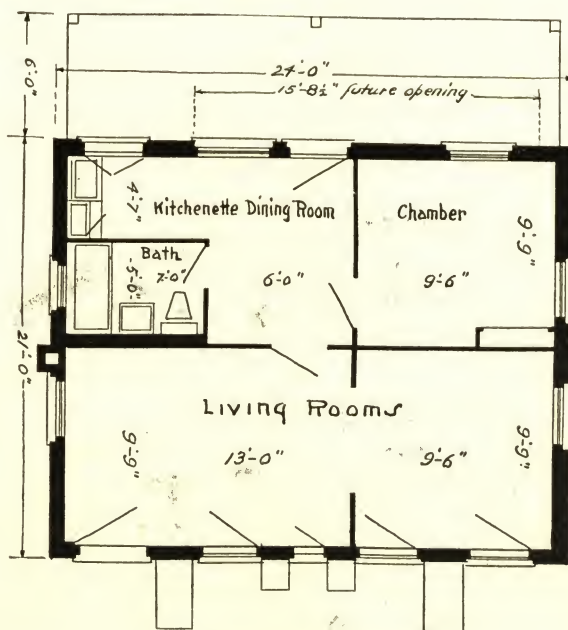 6'-0"
24'-0"
15'-8½" future opening
4'-7"
Kitchenette Dining Room
Chamber
9'-9"
Bath
7'-0"
5'-0"
6'-0"
9'-6"
21'-0"
Living Rooms
9'-9"
13'-0"
9'-6"
9'-9"